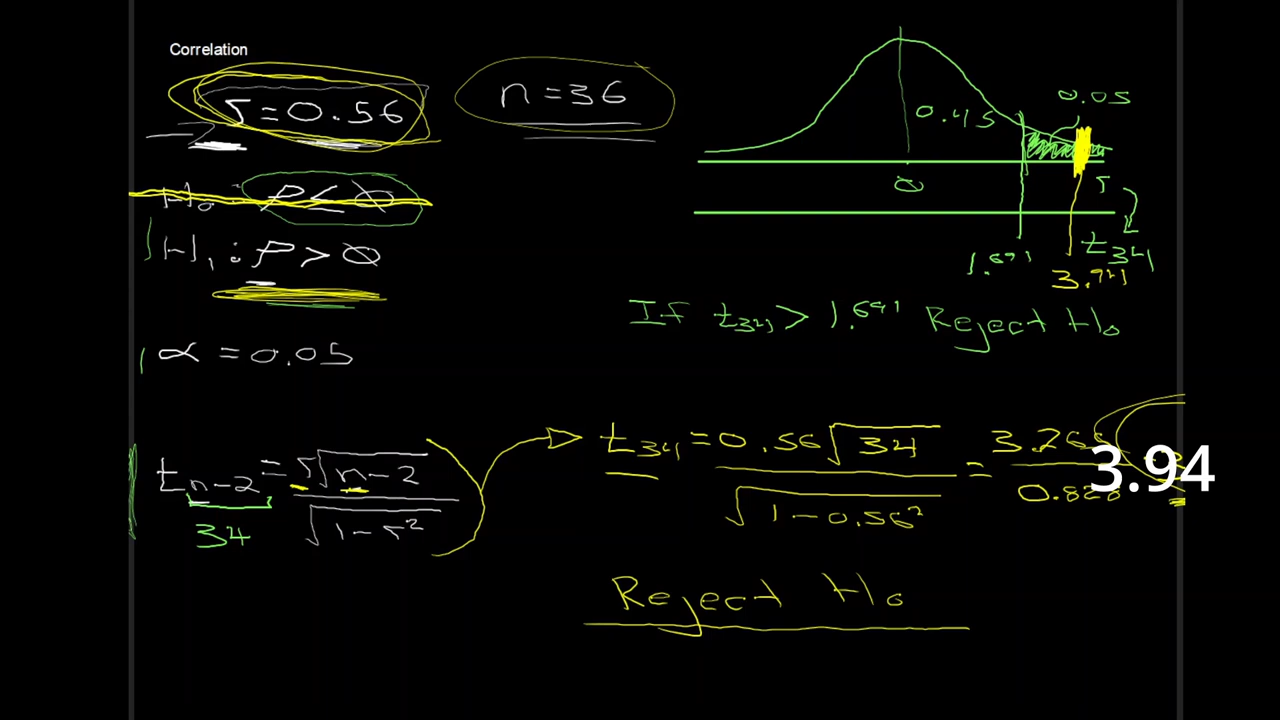 Correlation
r = 0.56
n = 36
H₀ : ρ ≤ 0
H₁ : ρ > 0
α = 0.05
0.45
0.05
0
r
t₃₄
1.691
3.941
If t₃₄ > 1.691 Reject H₀
tₙ₋₂ = r√(n-2) / √(1-r²)
34
t₃₄ = 0.56√34 / √(1-0.56²) = 3.265 / 0.828
3.94
Reject H₀